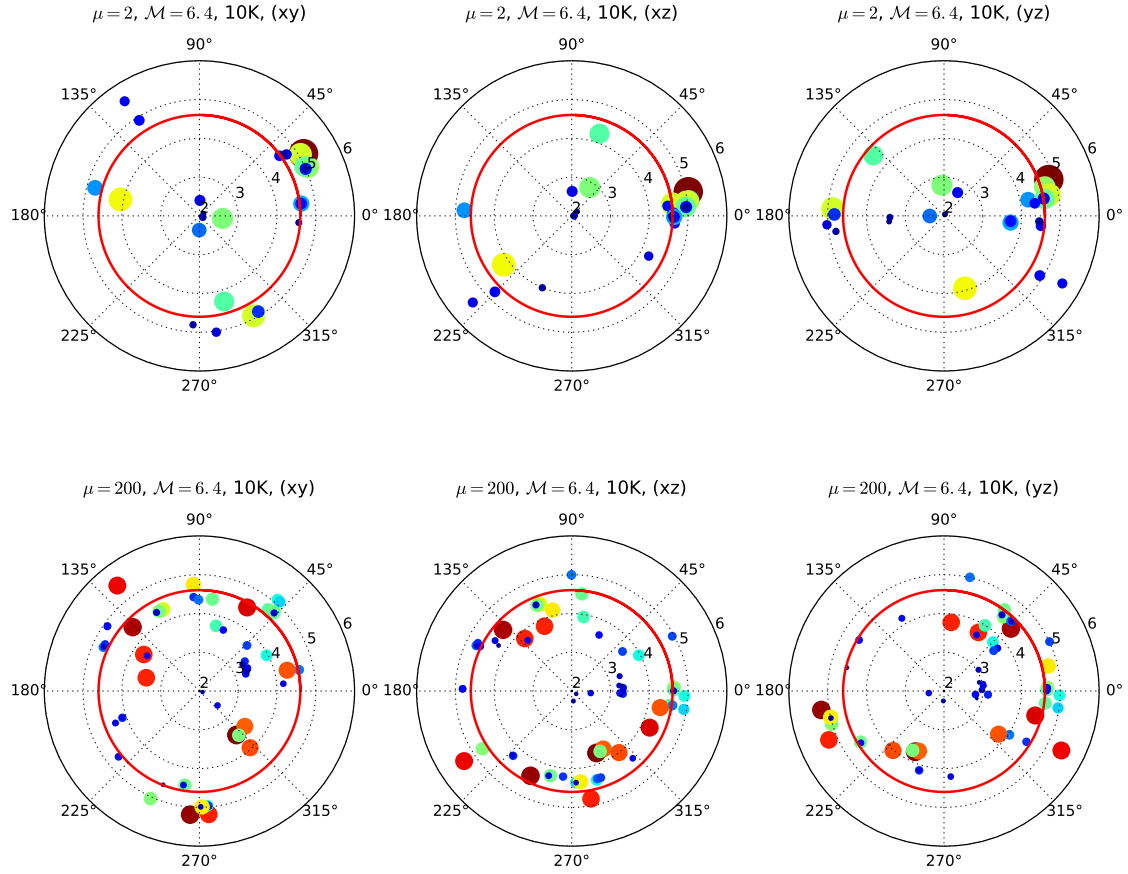 μ = 2, ℳ = 6.4, 10K, (xy)
90°
135° 45°
180° 0°
225° 315°
270°
2 3 4 5 6
μ = 2, ℳ = 6.4, 10K, (xz)
90°
135° 45°
180° 0°
225° 315°
270°
2 3 4 5 6
μ = 2, ℳ = 6.4, 10K, (yz)
90°
135° 45°
180° 0°
225° 315°
270°
2 3 4 5 6
μ = 200, ℳ = 6.4, 10K, (xy)
90°
135° 45°
180° 0°
225° 315°
270°
2 3 4 5 6
μ = 200, ℳ = 6.4, 10K, (xz)
90°
135° 45°
180° 0°
225° 315°
270°
2 3 4 5 6
μ = 200, ℳ = 6.4, 10K, (yz)
90°
135° 45°
180° 0°
225° 315°
270°
2 3 4 5 6